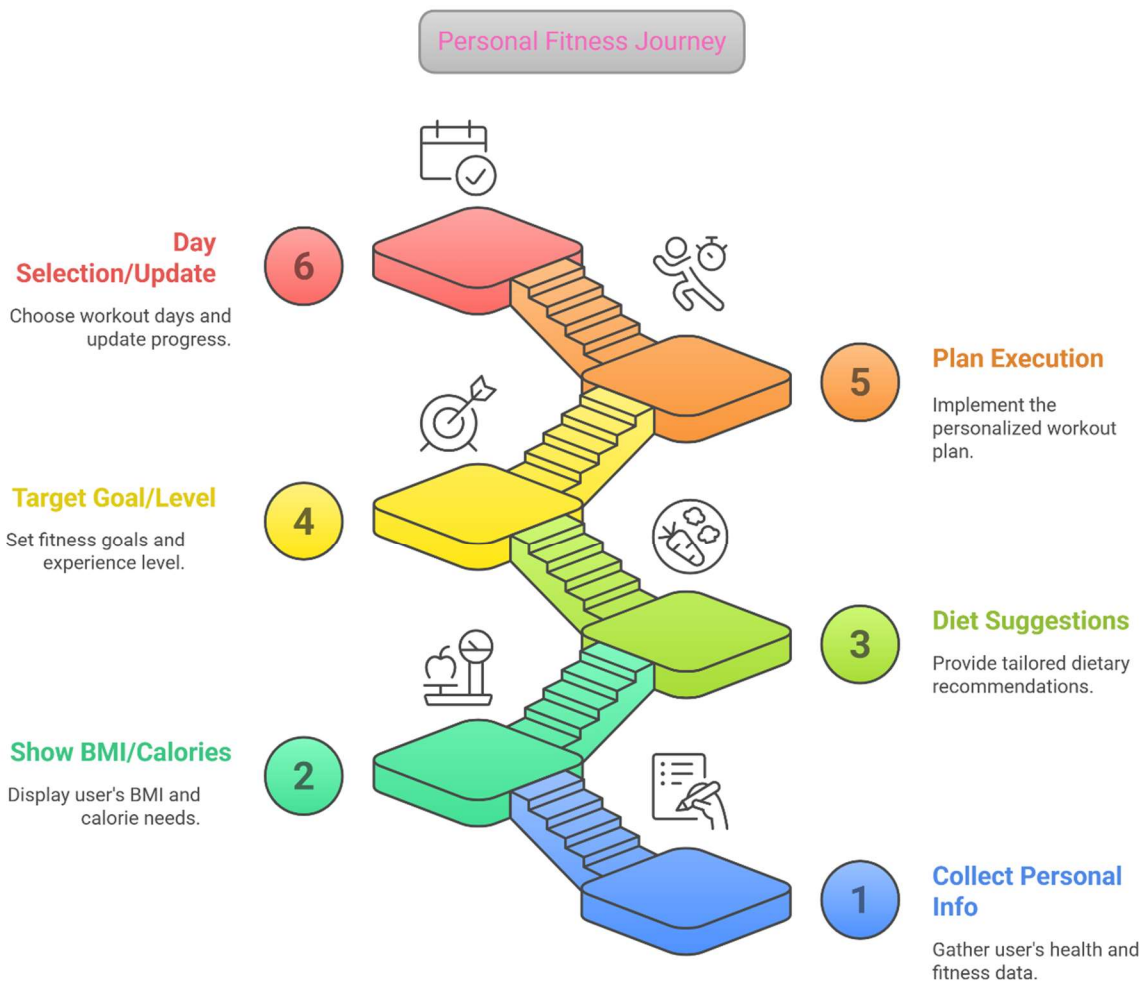 Personal Fitness Journey
Day
Selection/Update
6
Choose workout days and
update progress.
Plan Execution
5
Implement the
personalized workout
plan.
Target Goal/Level
4
Set fitness goals and
experience level.
Diet Suggestions
3
Provide tailored dietary
recommendations.
Show BMI/Calories
2
Display user's BMI and
calorie needs.
Collect Personal
Info
1
Gather user's health and
fitness data.